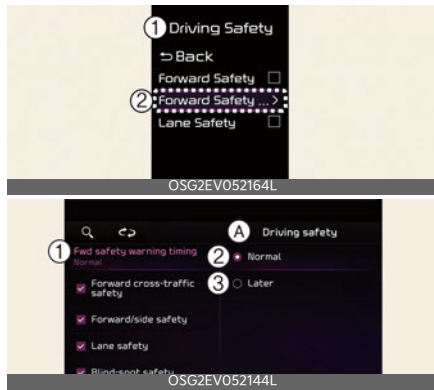 1 Driving Safety
Back
Forward Safety
2 Forward Safety ... >
Lane Safety
OSG2EV052164L
A Driving safety
1 Fwd safety warning timing
Normal
2 Normal
Forward cross-traffic
safety
3 Later
Forward/side safety
Lane safety
Blind-spot safety
OSG2EV052144L